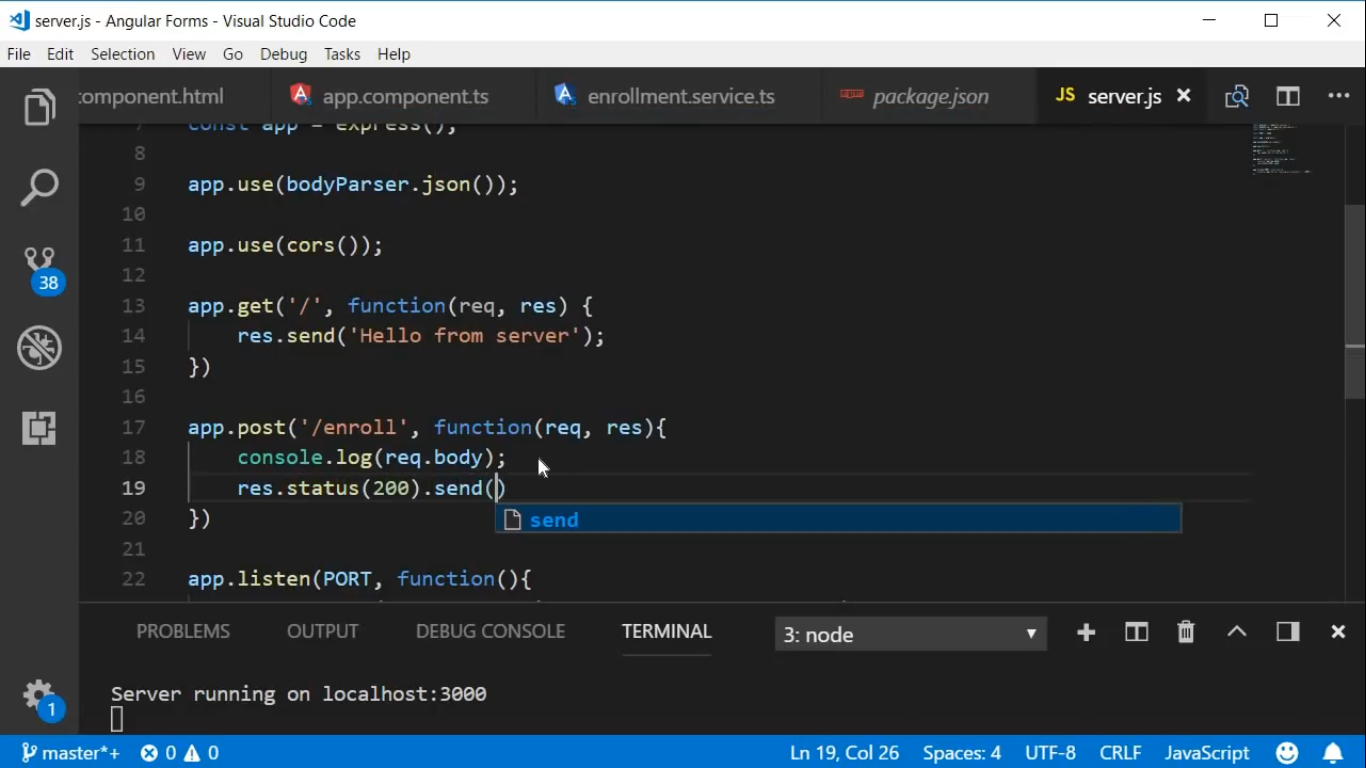 server.js - Angular Forms - Visual Studio Code
File Edit Selection View Go Debug Tasks Help
component.html app.component.ts enrollment.service.ts package.json JS server.js
7 const app = express();
8
9 app.use(bodyParser.json());
10
11 app.use(cors());
12
13 app.get('/', function(req, res) {
14 res.send('Hello from server');
15 })
16
17 app.post('/enroll', function(req, res){
18 console.log(req.body);
19 res.status(200).send()
send
20 })
21
22 app.listen(PORT, function(){
38
PROBLEMS OUTPUT DEBUG CONSOLE TERMINAL 3: node
Server running on localhost:3000
1
master*+ 0 0 Ln 19, Col 26 Spaces: 4 UTF-8 CRLF JavaScript